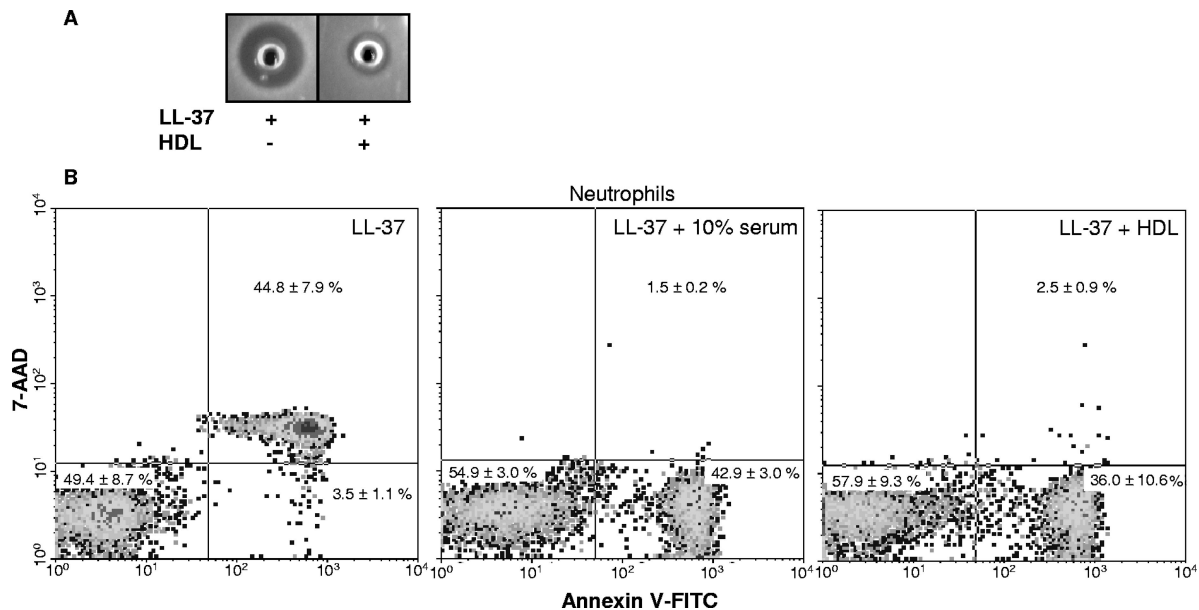 A
LL-37 + +
HDL - +
B
Neutrophils
LL-37
LL-37 + 10% serum
LL-37 + HDL
44.8 ± 7.9 %
1.5 ± 0.2 %
2.5 ± 0.9 %
49.4 ± 8.7 %
3.5 ± 1.1 %
54.9 ± 3.0 %
42.9 ± 3.0 %
57.9 ± 9.3 %
36.0 ± 10.6%
7-AAD
10⁴
10³
10²
10¹
10⁰
10⁰ 10¹ 10² 10³ 10⁴
10⁰ 10¹ 10² 10³ 10⁴
10⁰ 10¹ 10² 10³ 10⁴
Annexin V-FITC